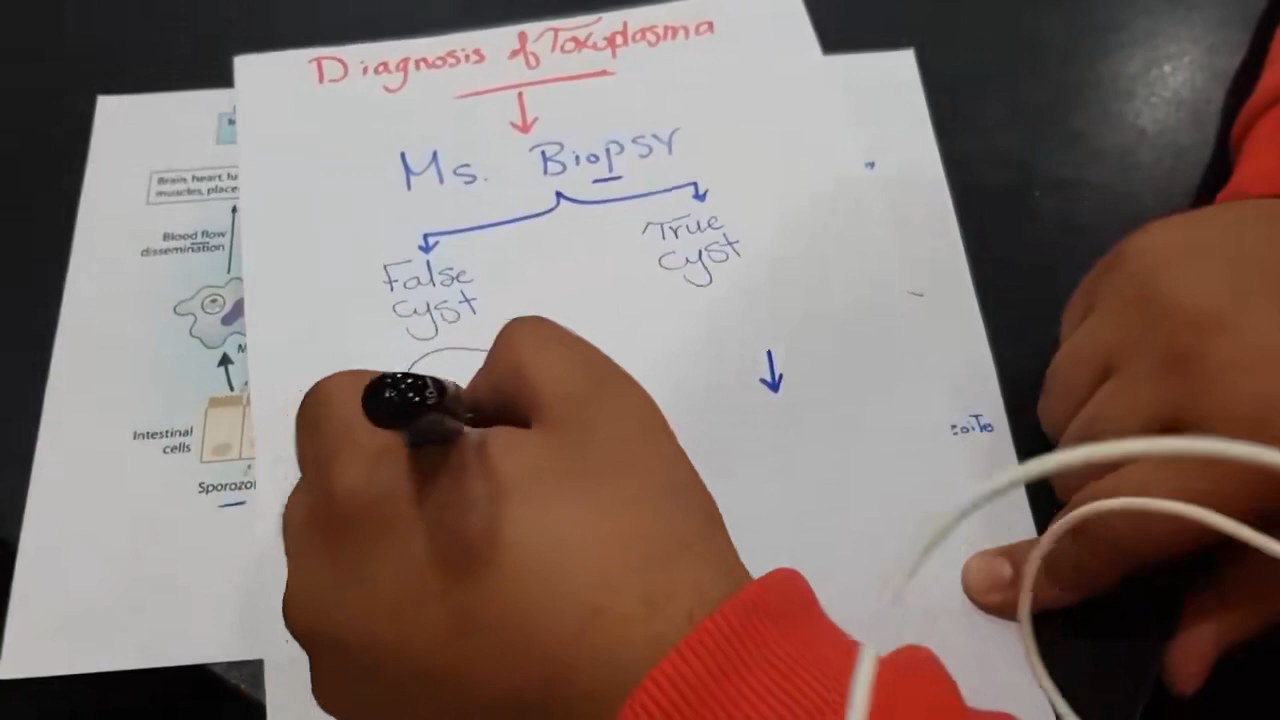 Diagnosis of Toxoplasma
Ms. Biopsy
False
cyst
True
cyst
Brain, heart, lu
muscles, place
Blood flow
dissemination
M
Intestinal
cells
Sporozoi
zoite